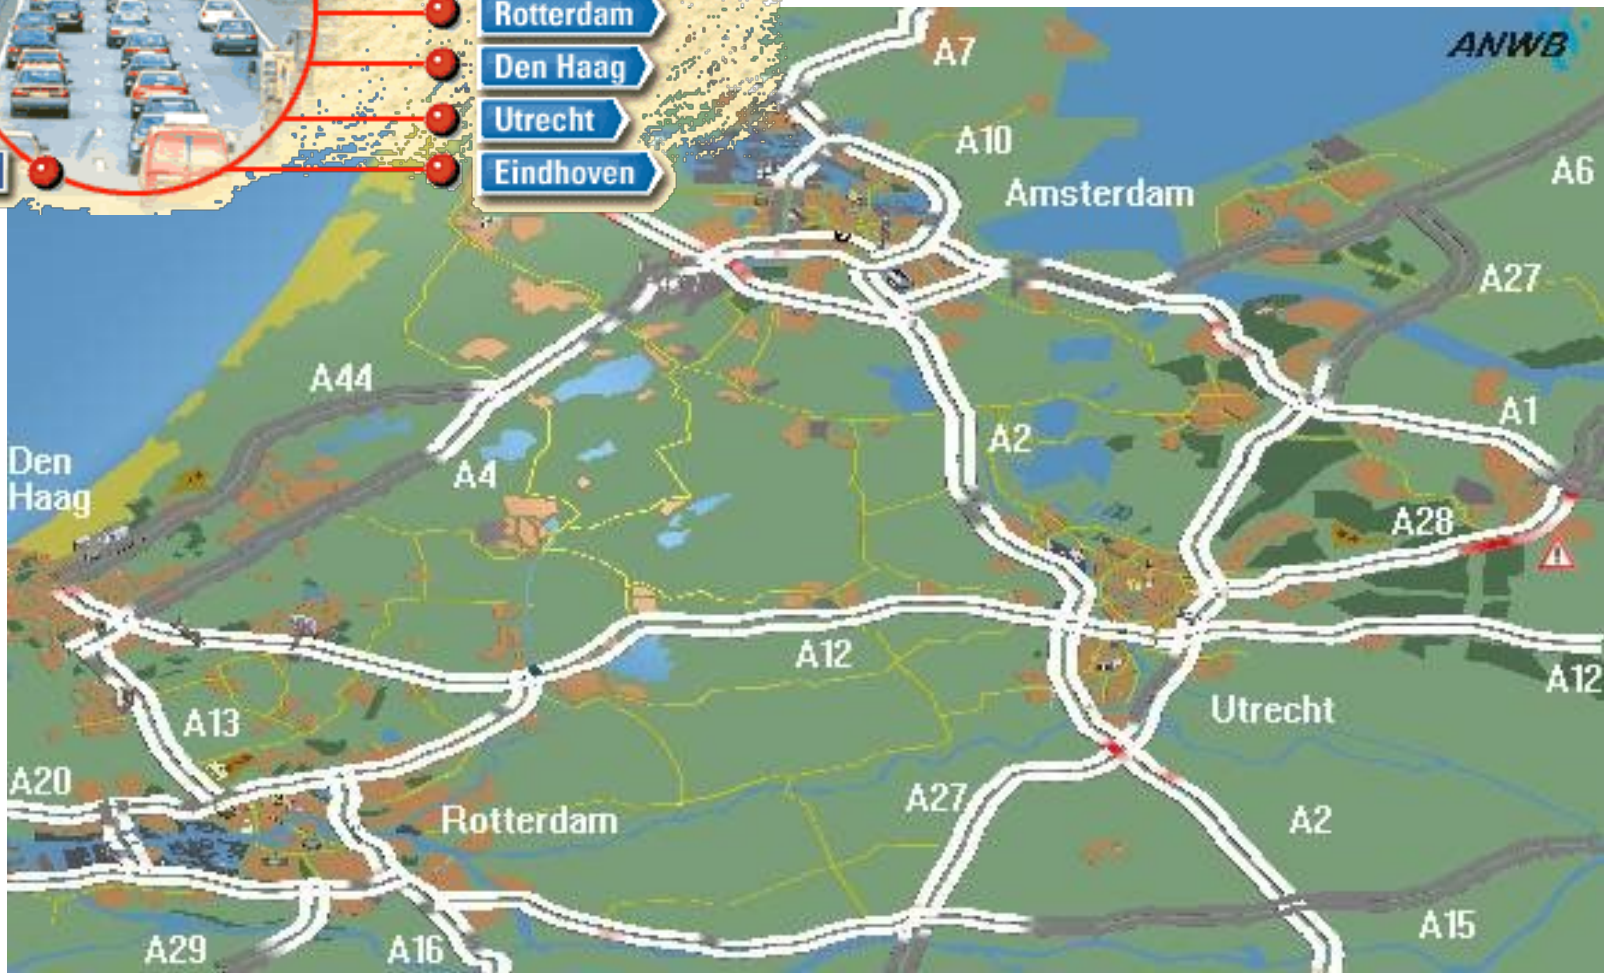 Rotterdam
Den Haag
Utrecht
Eindhoven
ANWB
A7
A10
A6
Amsterdam
A27
A44
A1
A2
Den
Haag
A4
A28
A12
A12
A13
Utrecht
A20
A27
Rotterdam
A2
A15
A29
A16